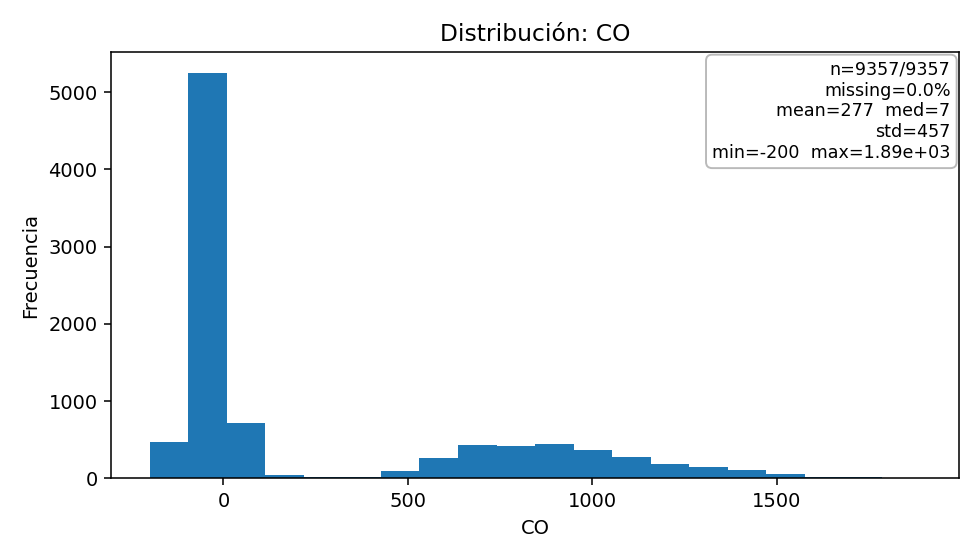 Distribución: CO
n=9357/9357
missing=0.0%
mean=277  med=7
std=457
min=-200  max=1.89e+03
Frecuencia
5000
4000
3000
2000
1000
0
0
500
1000
1500
CO